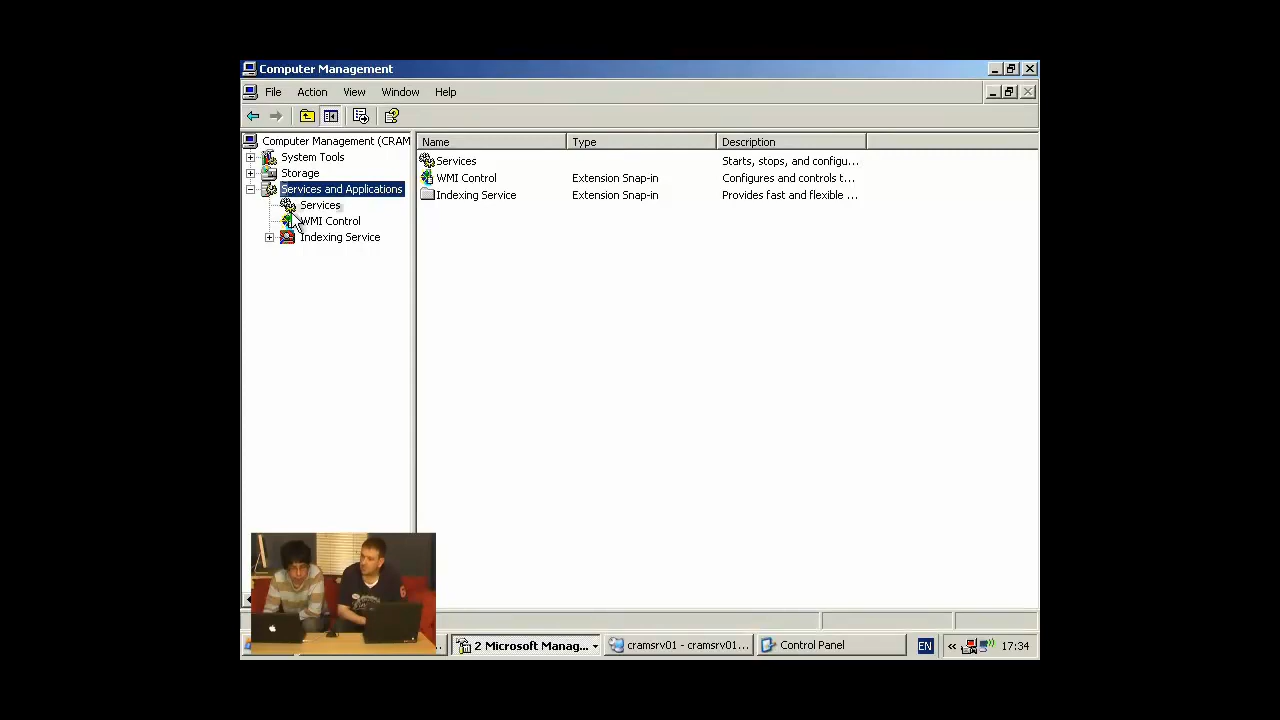 Computer Management
File Action View Window Help
Computer Management (CRAM
System Tools
Storage
Services and Applications
Services
WMI Control
Indexing Service
Name Type Description
Services Starts, stops, and configu...
WMI Control Extension Snap-in Configures and controls t...
Indexing Service Extension Snap-in Provides fast and flexible ...
2 Microsoft Manag...
cramsrv01 - cramsrv01...
Control Panel
EN
« 17:34